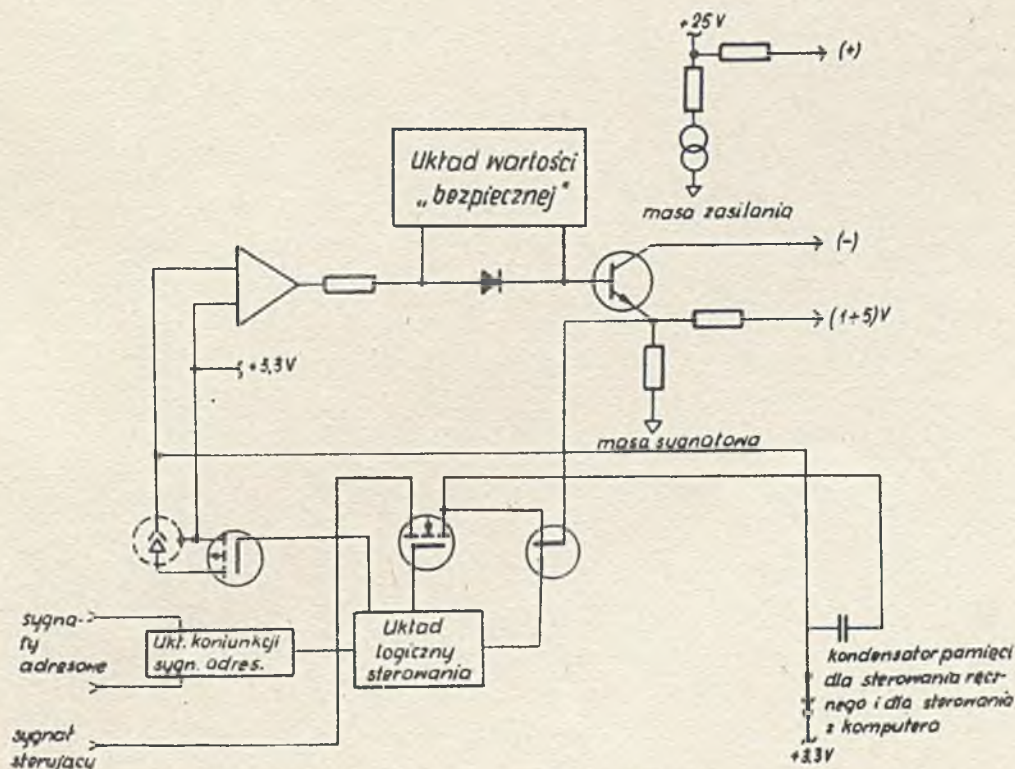 +25V
(+)
Układ wartości
„bezpiecznej"
masa zasilania
(-)
(1÷5)V
+3,3V
masa sygnałowa
sygna-
ły
adresowe
Ukł. koniunkcji
sygn. adres.
Układ
logiczny
sterowania
kondensator pamięci
dla sterowania ręcz-
nego i dla sterowania
z komputera
sygnał
sterujący
+3,3V